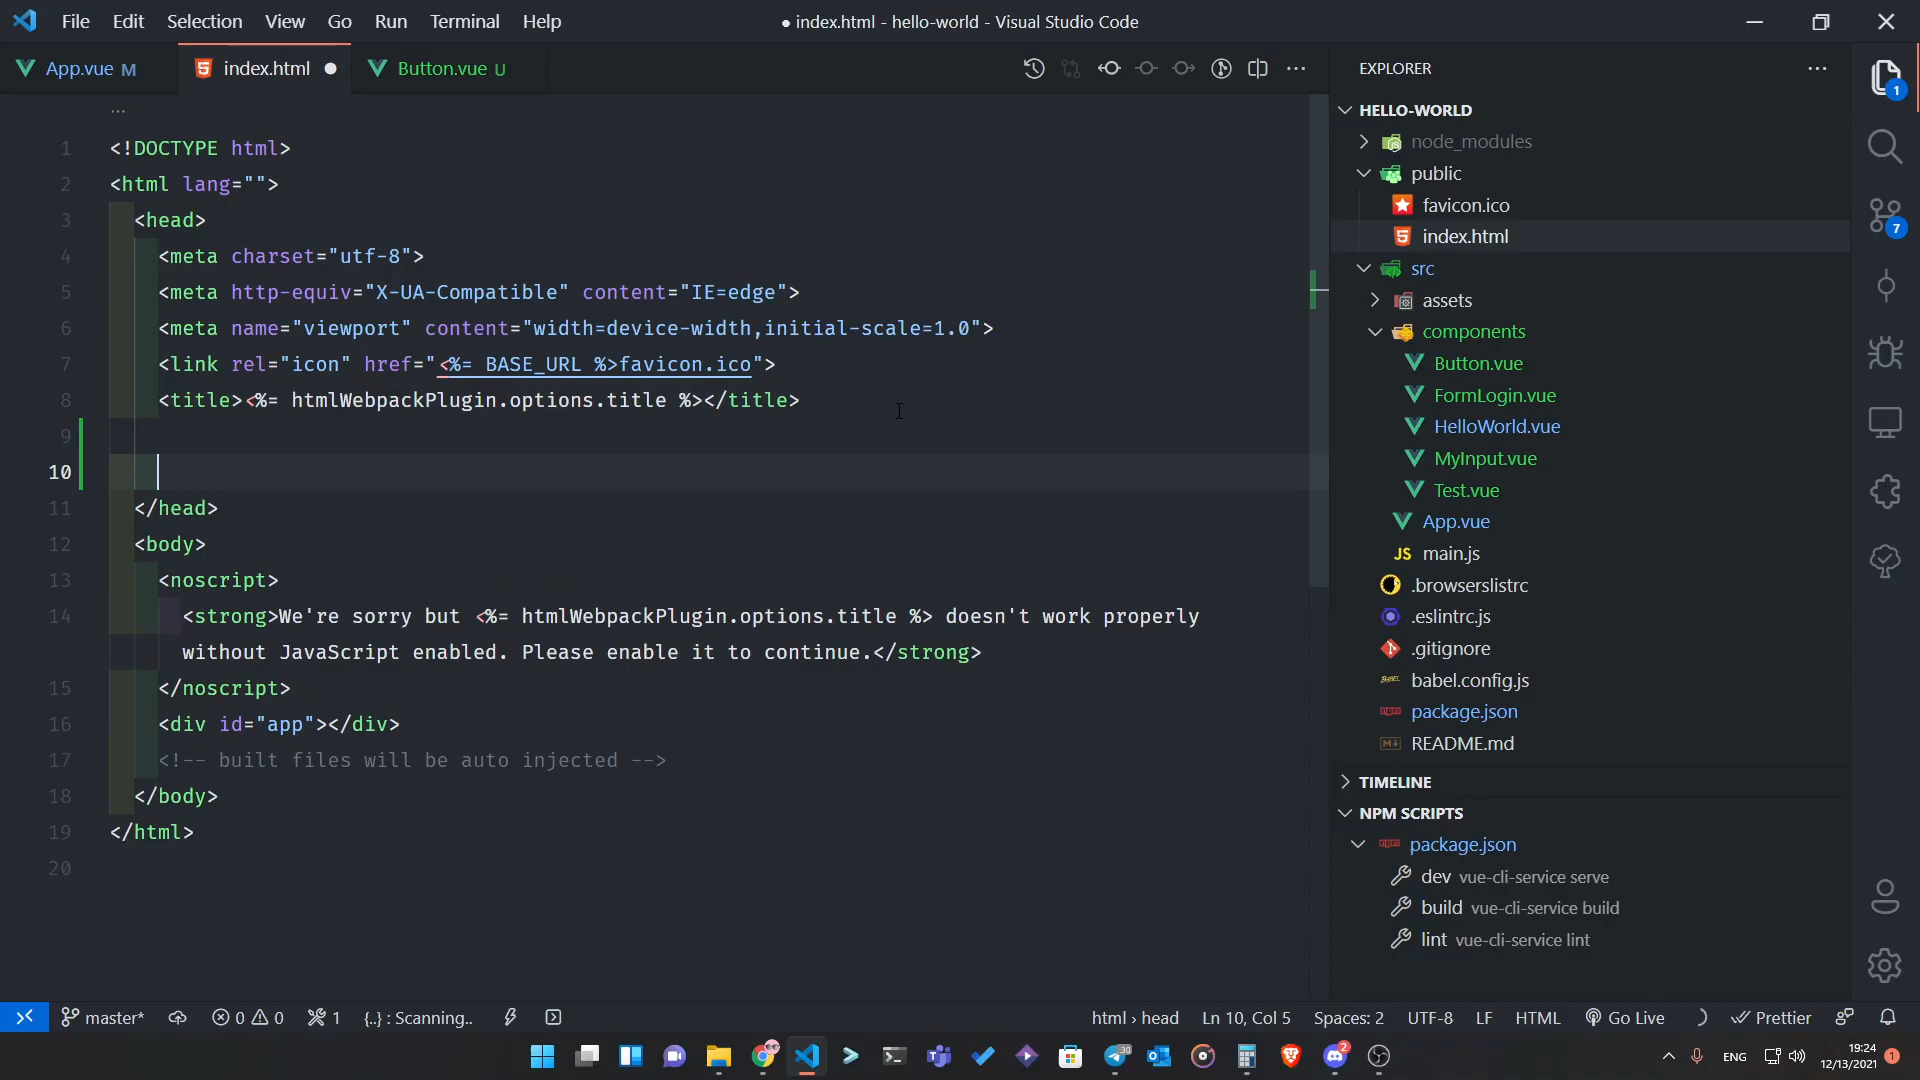 File Edit Selection View Go Run Terminal Help
● index.html - hello-world - Visual Studio Code
App.vue M
index.html ●
Button.vue U
EXPLORER
...
1 <!DOCTYPE html>
2 <html lang="">
3 <head>
4 <meta charset="utf-8">
5 <meta http-equiv="X-UA-Compatible" content="IE=edge">
6 <meta name="viewport" content="width=device-width,initial-scale=1.0">
7 <link rel="icon" href="<%= BASE_URL %>favicon.ico">
8 <title><%= htmlWebpackPlugin.options.title %></title>
9
10
11 </head>
12 <body>
13 <noscript>
14 <strong>We're sorry but <%= htmlWebpackPlugin.options.title %> doesn't work properly
without JavaScript enabled. Please enable it to continue.</strong>
15 </noscript>
16 <div id="app"></div>
17 <!-- built files will be auto injected -->
18 </body>
19 </html>
20
HELLO-WORLD
node_modules
public
favicon.ico
index.html
src
assets
components
Button.vue
FormLogin.vue
HelloWorld.vue
MyInput.vue
Test.vue
App.vue
JS main.js
.browserslistrc
.eslintrc.js
.gitignore
BABEL babel.config.js
package.json
README.md
TIMELINE
NPM SCRIPTS
package.json
dev vue-cli-service serve
build vue-cli-service build
lint vue-cli-service lint
1
7
master*
0 0
1
{..} : Scanning..
html › head
Ln 10, Col 5
Spaces: 2
UTF-8
LF
HTML
Go Live
Prettier
30
2
ENG
19:24
12/13/2021
1